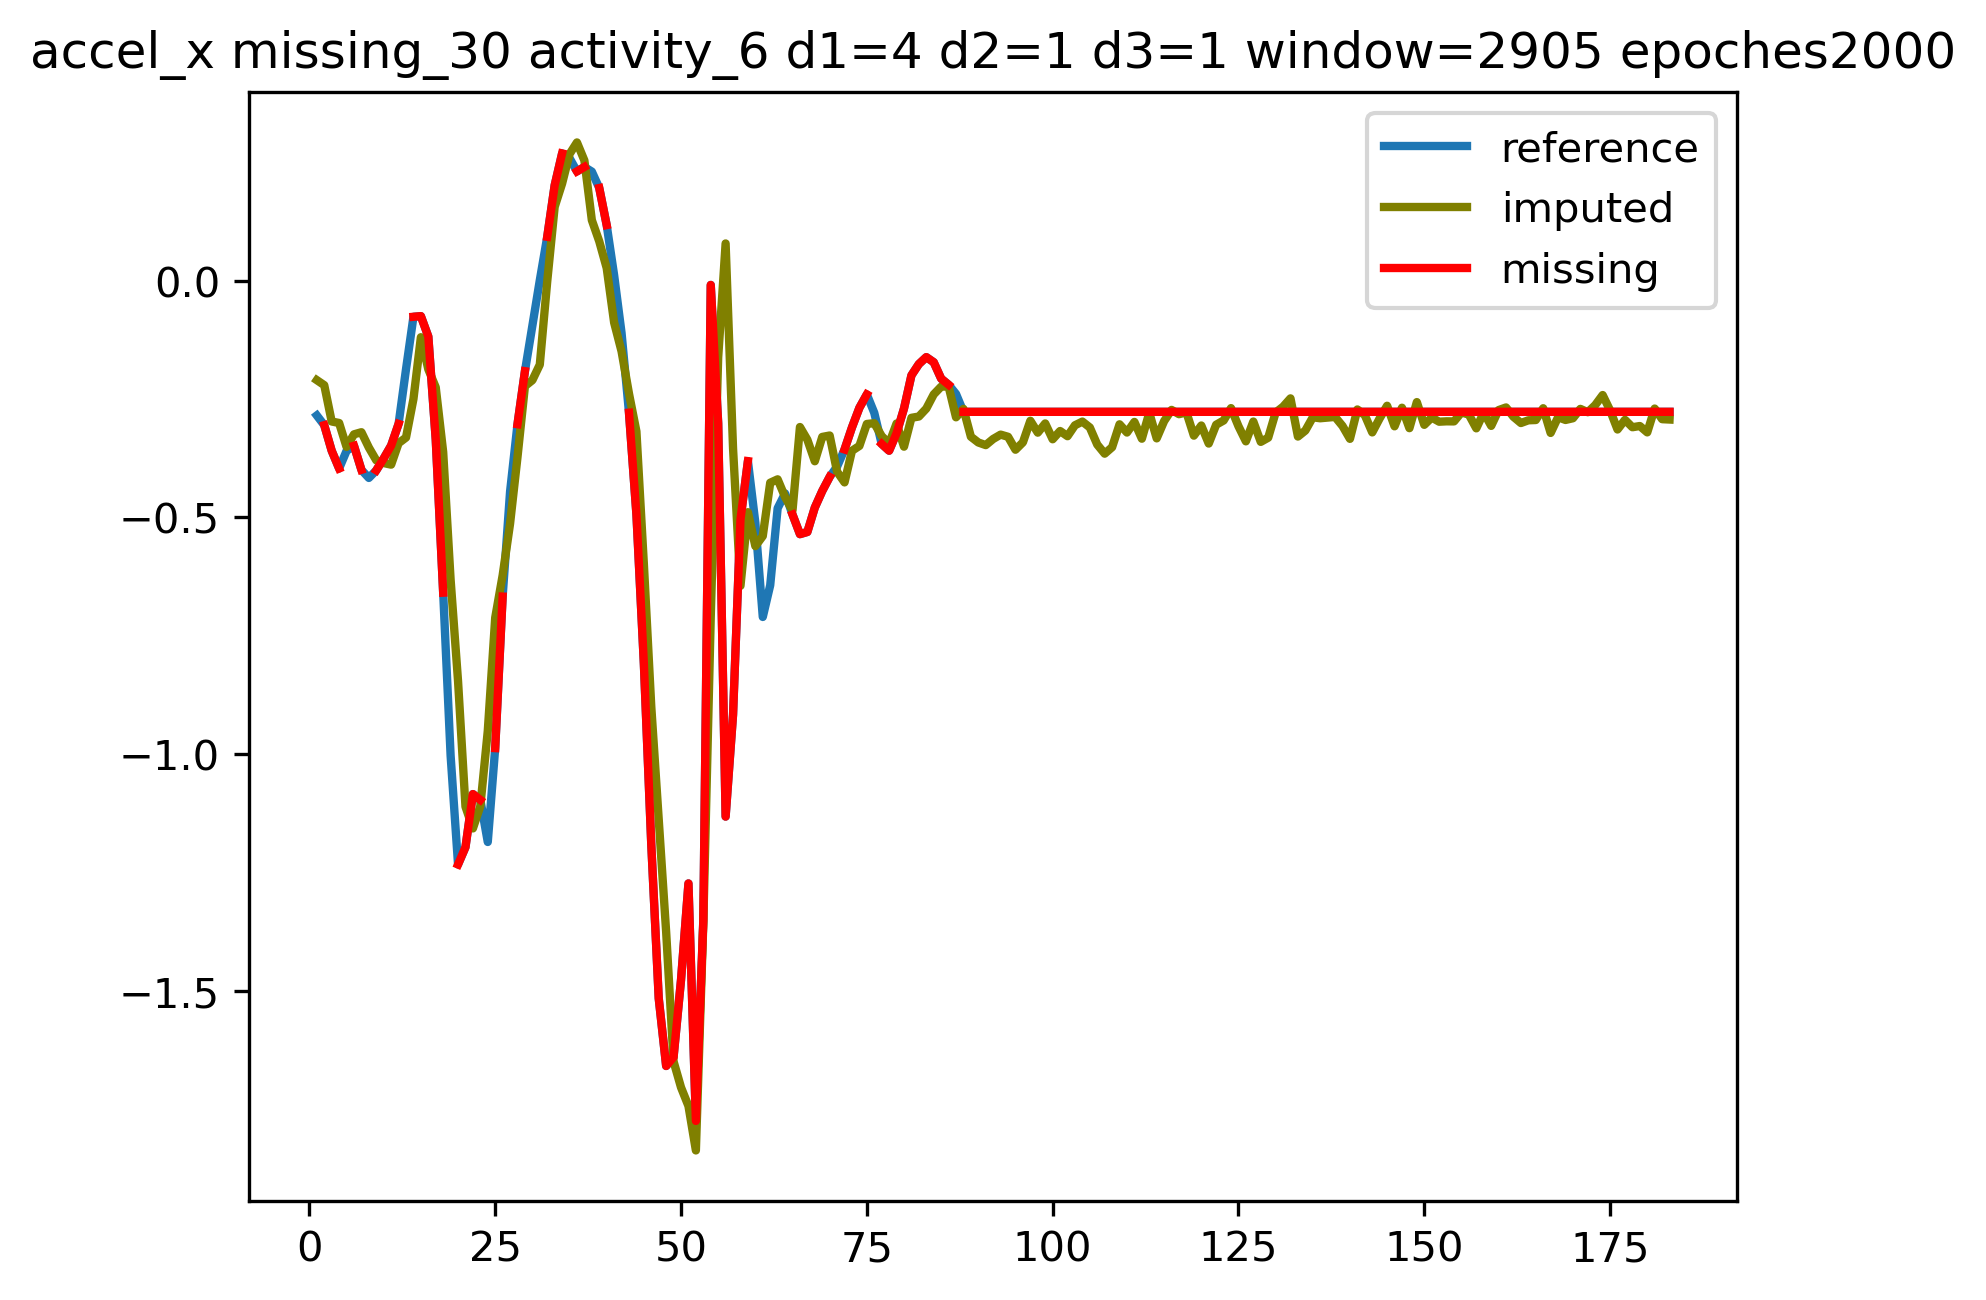 accel_x missing_30 activity_6 d1=4 d2=1 d3=1 window=2905 epoches2000
reference
imputed
missing
0.0
−0.5
−1.0
−1.5
0 25 50 75 100 125 150 175